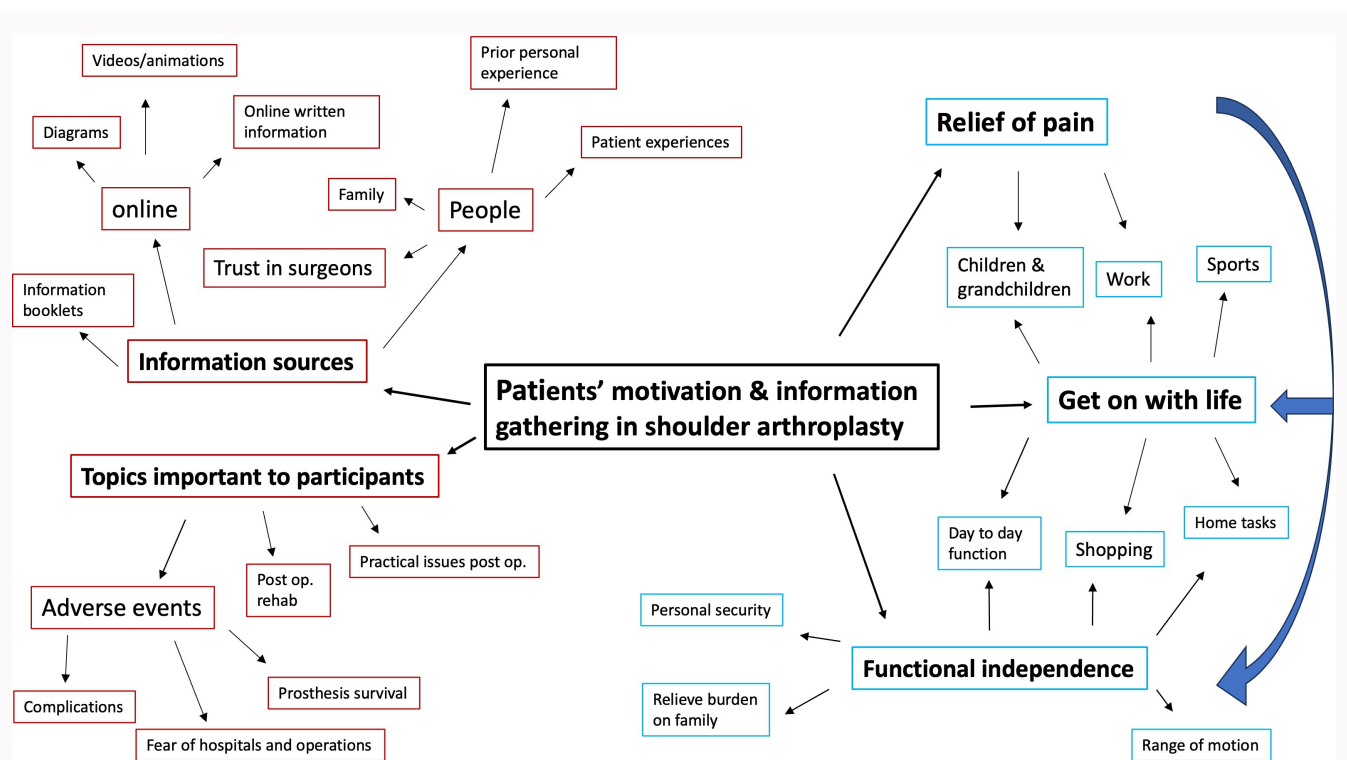 Videos/animations
Prior personal
experience
Diagrams
Online written
information
Patient experiences
Relief of pain
Family
online
People
Trust in surgeons
Information
booklets
Children &
grandchildren
Work
Sports
Information sources
Patients’ motivation & information
gathering in shoulder arthroplasty
Get on with life
Topics important to participants
Day to day
function
Shopping
Home tasks
Practical issues post op.
Post op.
rehab
Adverse events
Personal security
Functional independence
Relieve burden
on family
Prosthesis survival
Complications
Fear of hospitals and operations
Range of motion